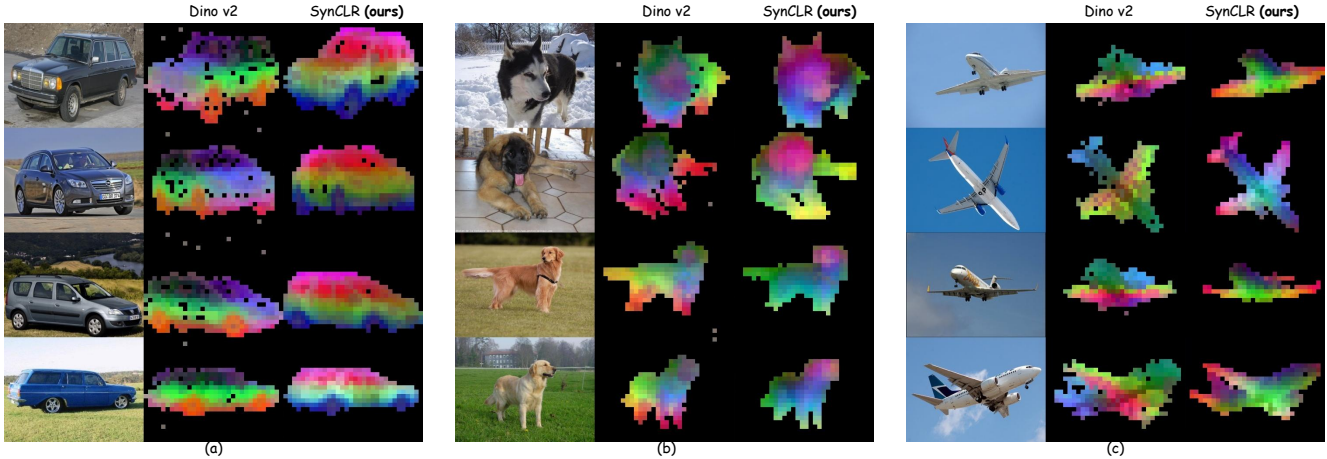 Dino v2 SynCLR (ours) Dino v2 SynCLR (ours) Dino v2 SynCLR (ours)
(a) (b) (c)